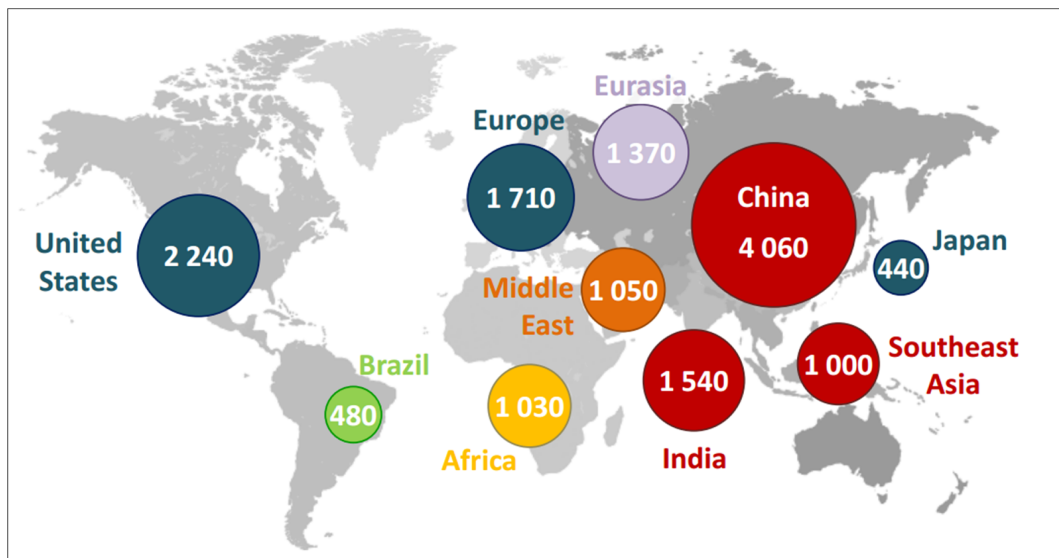 Eurasia
1 370
Europe
1 710
China
4 060
United
States
2 240
Japan
440
Middle
East
1 050
Southeast
Asia
1 000
Brazil
480
1 540
India
1 030
Africa